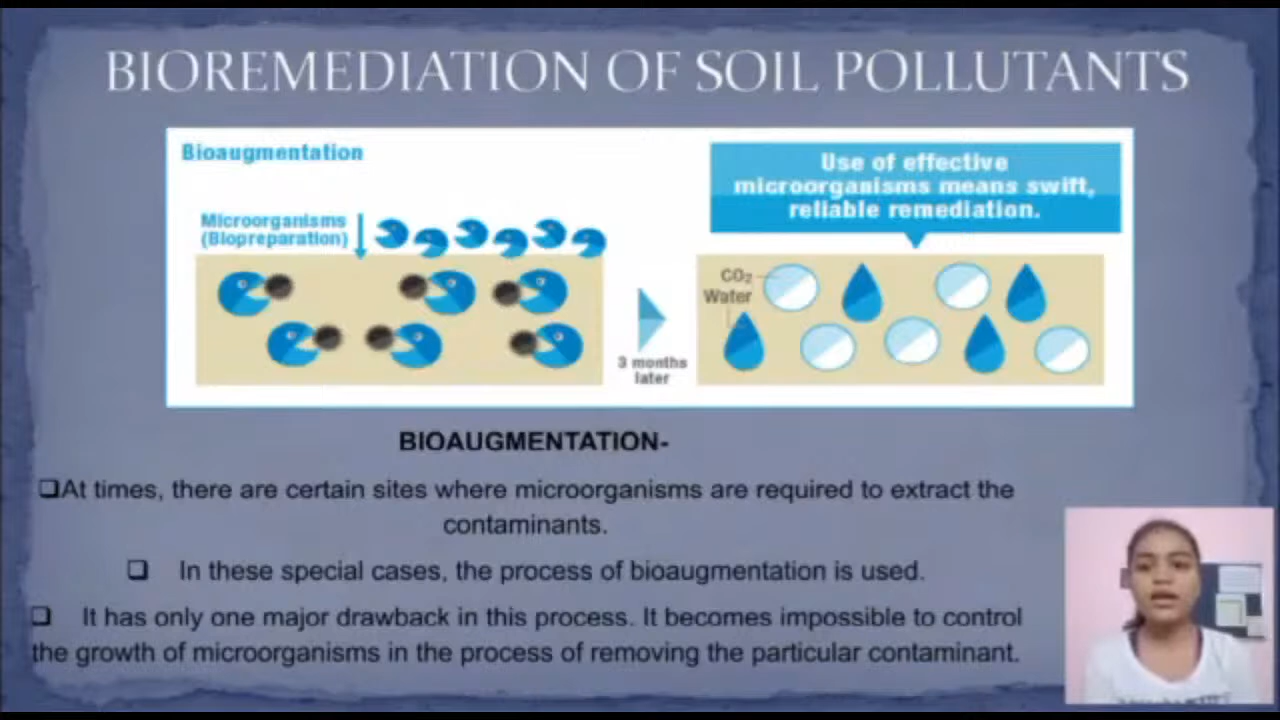 BIOREMEDIATION OF SOIL POLLUTANTS
Bioaugmentation
Use of effective
microorganisms means swift,
reliable remediation.
Microorganisms
(Biopreparation)
CO₂
Water
3 months
later
BIOAUGMENTATION-
❑At times, there are certain sites where microorganisms are required to extract the
contaminants.
❑ In these special cases, the process of bioaugmentation is used.
❑ It has only one major drawback in this process. It becomes impossible to control
the growth of microorganisms in the process of removing the particular contaminant.